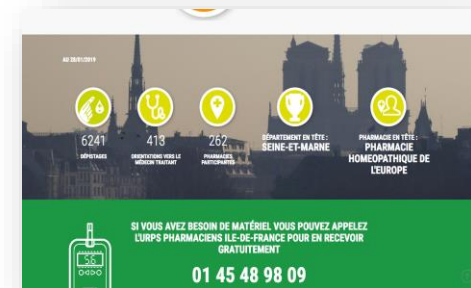 AU 28/01/2019
6241
DÉPISTAGES
413
ORIENTATIONS VERS LE
MÉDECIN TRAITANT
262
PHARMACIES
PARTICIPANTES
DÉPARTEMENT EN TÊTE :
SEINE-ET-MARNE
PHARMACIE EN TÊTE :
PHARMACIE
HOMEOPATHIQUE DE
L'EUROPE
SI VOUS AVEZ BESOIN DE MATÉRIEL VOUS POUVEZ APPELEZ
L'URPS PHARMACIENS ILE-DE-FRANCE POUR EN RECEVOIR
GRATUITEMENT
5.6
01 45 48 98 09